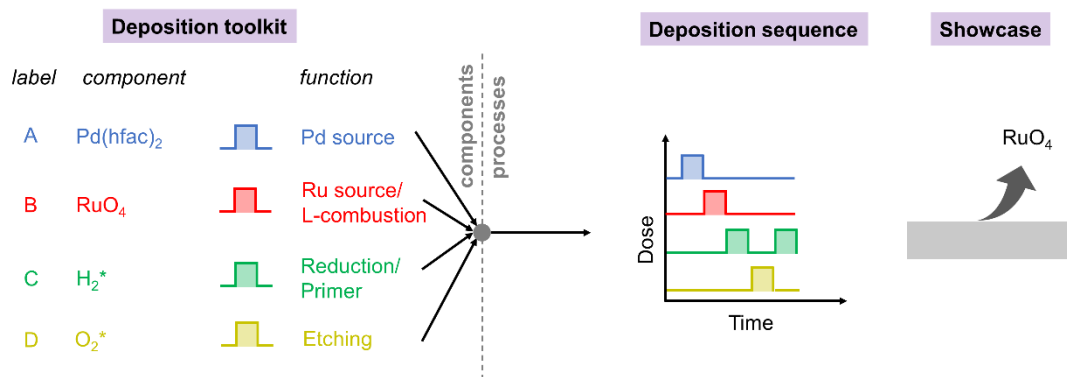 Deposition toolkit
Deposition sequence
Showcase
label component function
A Pd(hfac)₂ Pd source
B RuO₄ Ru source/
L-combustion
C H₂* Reduction/
Primer
D O₂* Etching
components
processes
Dose
Time
RuO₄